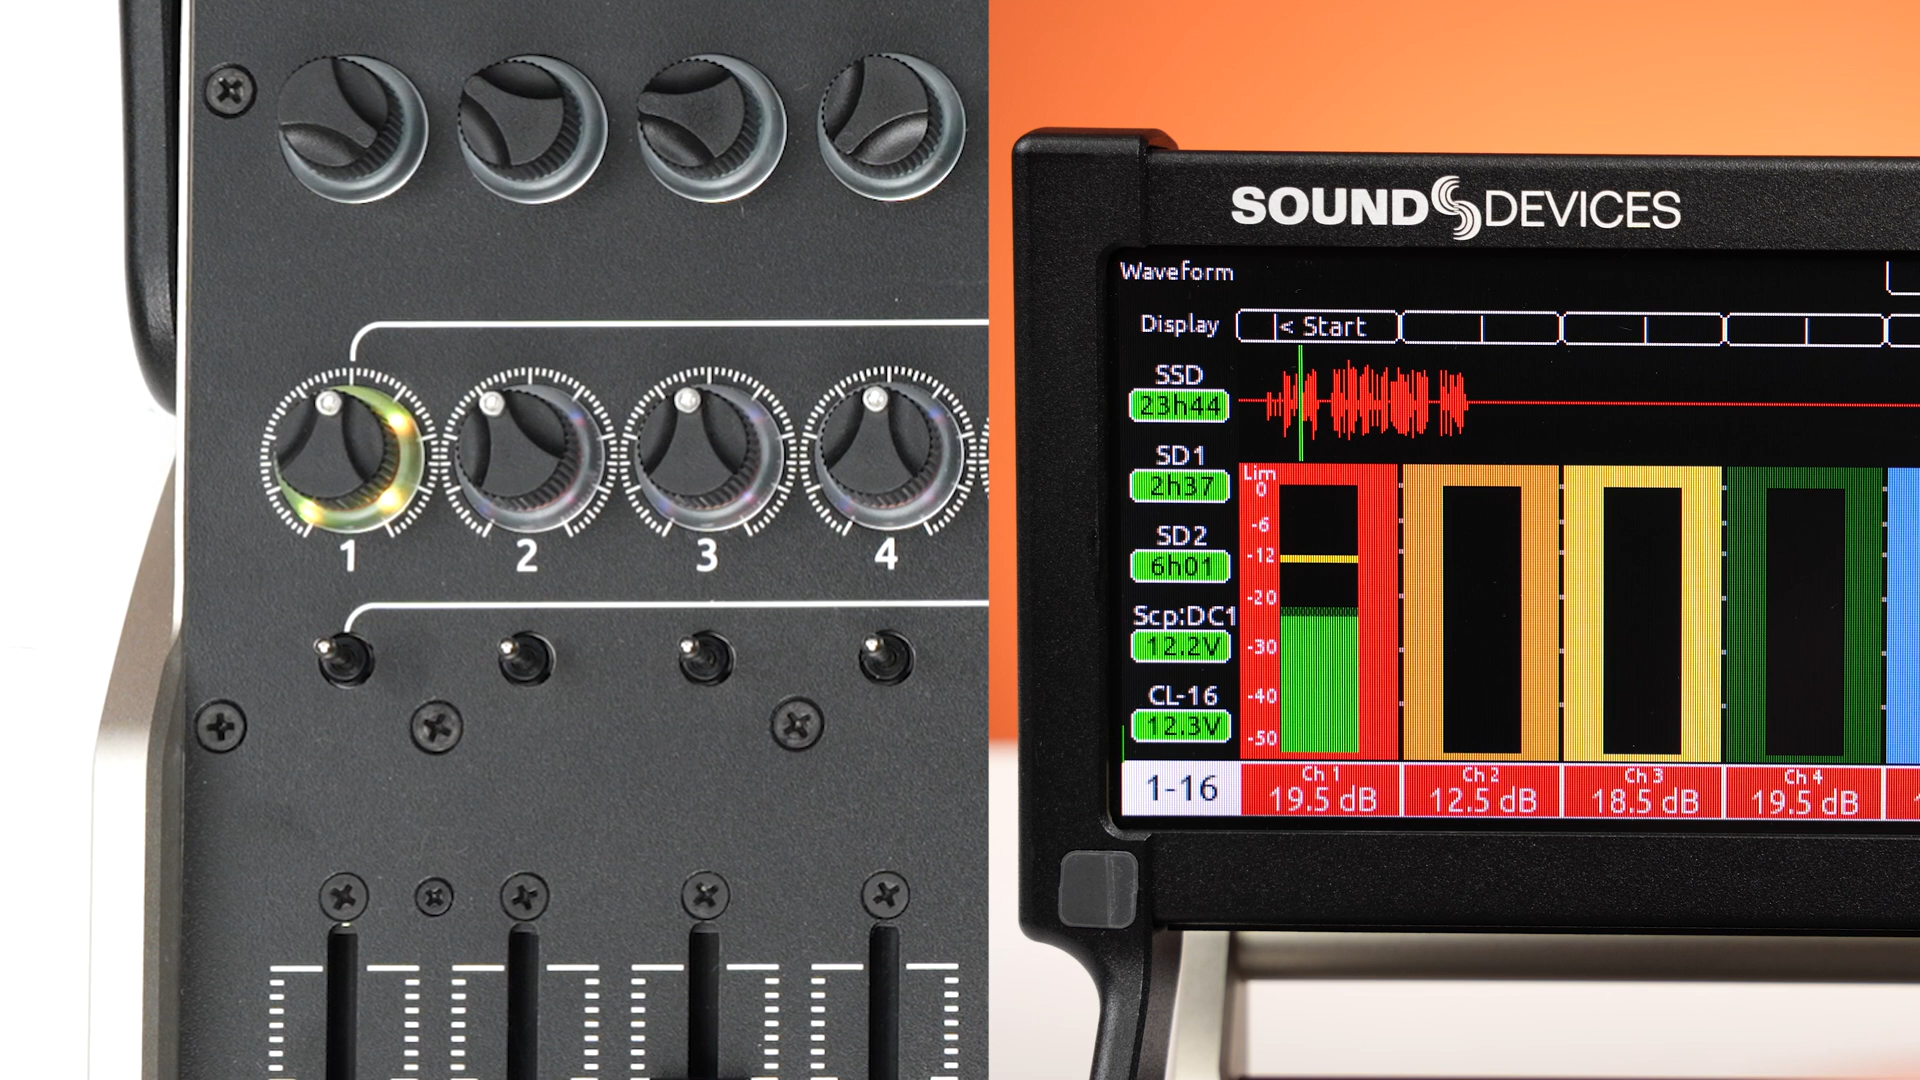 1 2 3 4
SOUND DEVICES
Waveform
Display |< Start
SSD
23h44
SD1
2h37
SD2
6h01
Scp:DC1
12.2V
CL-16
12.3V
Lim
0
-6
-12
-20
-30
-40
-50
1-16
Ch 1 Ch 2 Ch 3 Ch 4
19.5 dB 12.5 dB 18.5 dB 19.5 dB